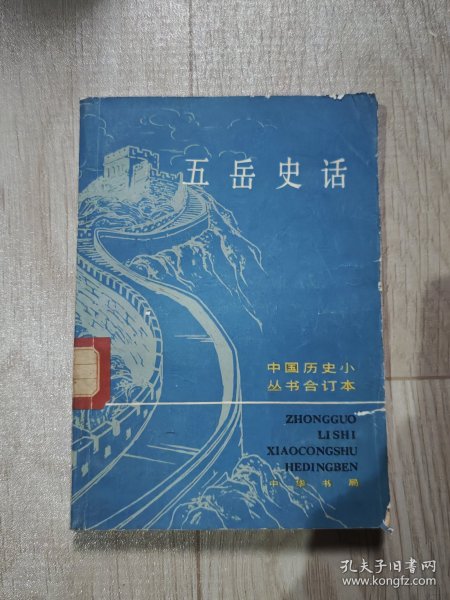 五岳史话
中国历史小
丛书合订本
ZHONGGUO
LISHI
XIAOCONGSHU
HEDINGBEN
中华书局
孔夫子旧书网
www.kongfz.com